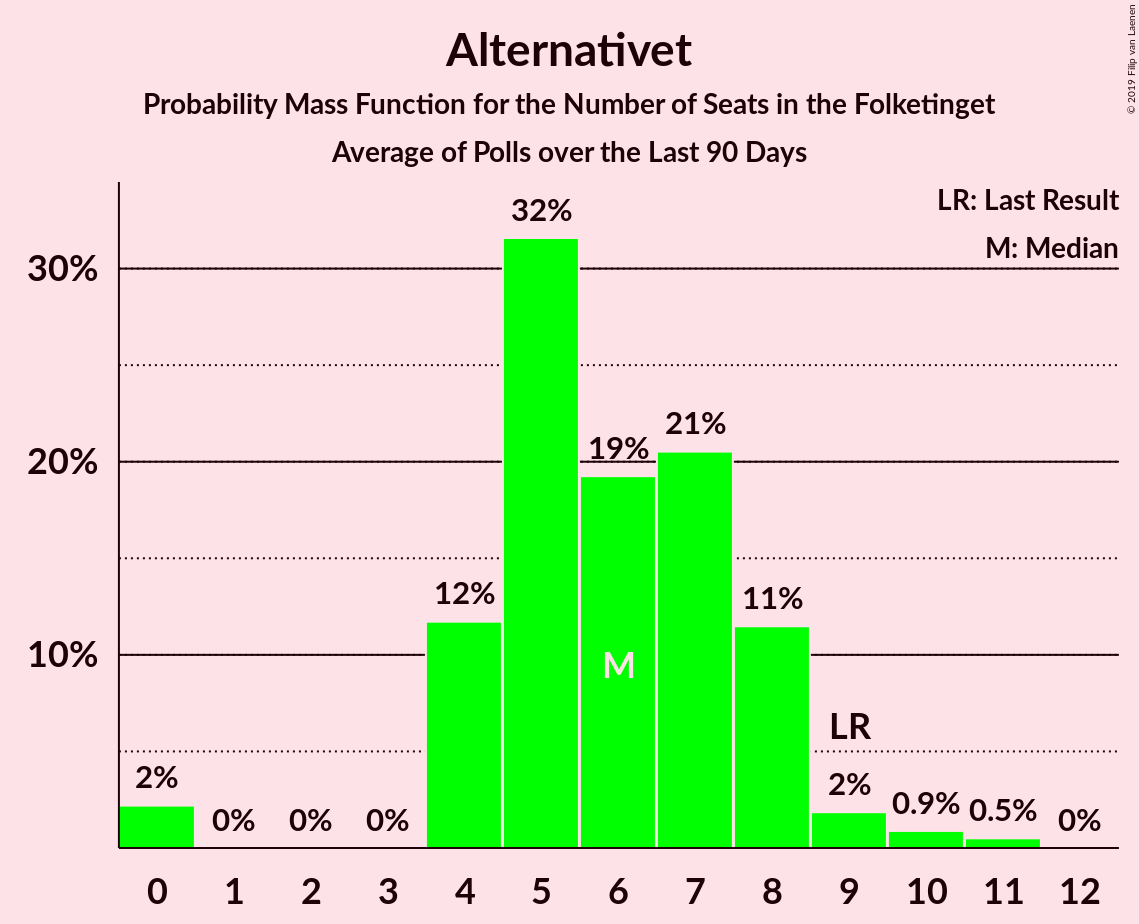 Alternativet
Probability Mass Function for the Number of Seats in the Folketinget
Average of Polls over the Last 90 Days
© 2019 Filip van Laenen
LR: Last Result
M: Median
30%
20%
10%
2%
0%
0%
0%
12%
32%
19%
21%
11%
2%
0.9%
0.5%
0%
M
LR
0 1 2 3 4 5 6 7 8 9 10 11 12